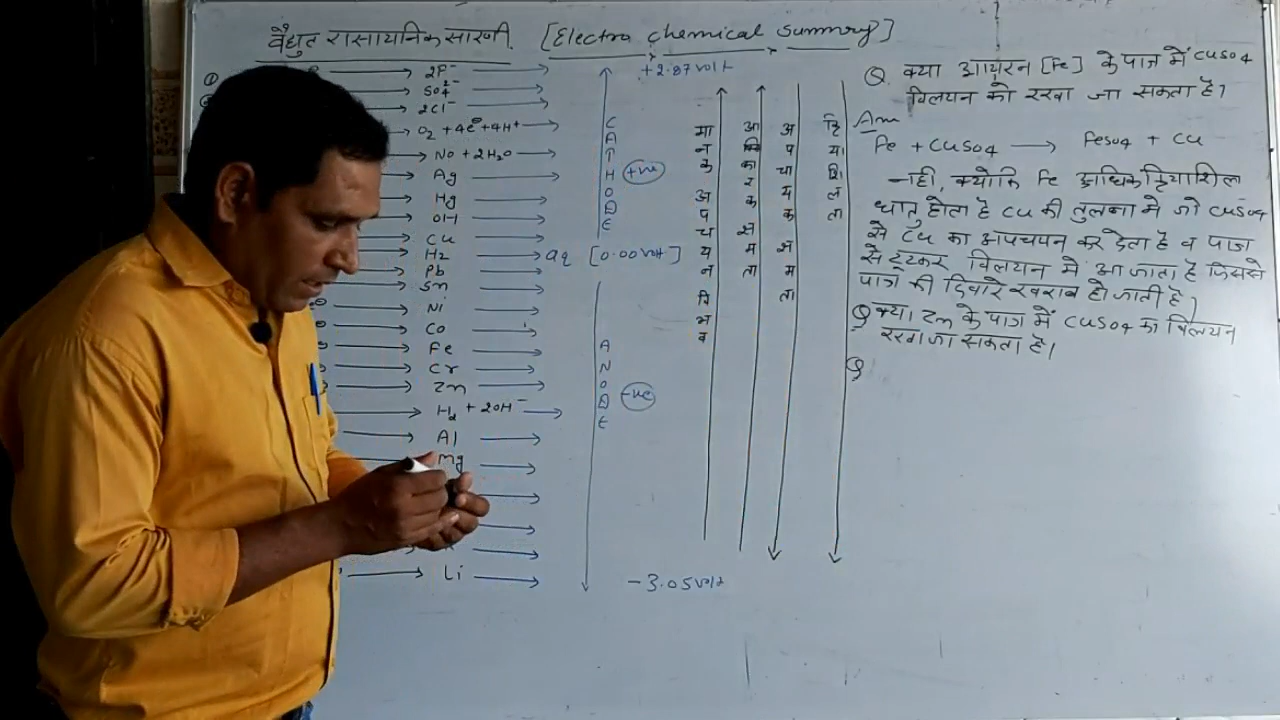 वैधुत रासायनिक सारणी. [Electro chemical Summry]
2F⁻
SO₄²⁻
2Cl⁻
O₂ + 4e⁻ + 4H⁺
No + 2H₂O
Ag
Hg
OH
Cu
H₂
Pb
Sn
Ni
Co
Fe
Cr
Zn
H₂ + 2OH⁻
Al
Mg
Li
+2.87 volt
CATHODE
+ve
aq [0.00 volt]
ANODE
-ve
-3.05 volt
मानक अपचयन विभव
आक्सिकारक क्षमता
अपचायक क्षमता
क्रियाशिलता
Q. क्या आयरन [Fe] के पात्र में CuSO4
विलयन को रखा जा सकता है?
Ans
Fe + CuSO4 ⟶ FeSO4 + Cu
नही, क्योकि Fe अधिक क्रियाशिल
धातु होता है Cu की तुलना मे जो CuSO4
से Cu का अपचयन कर देता है व पात्र
से टूटकर विलयन में आ जाता है जिससे
पात्र की दिवारे खराब हो जाती है।
Q क्या Zn के पात्र में CuSO4 का विलयन
रखा जा सकता है।
Q